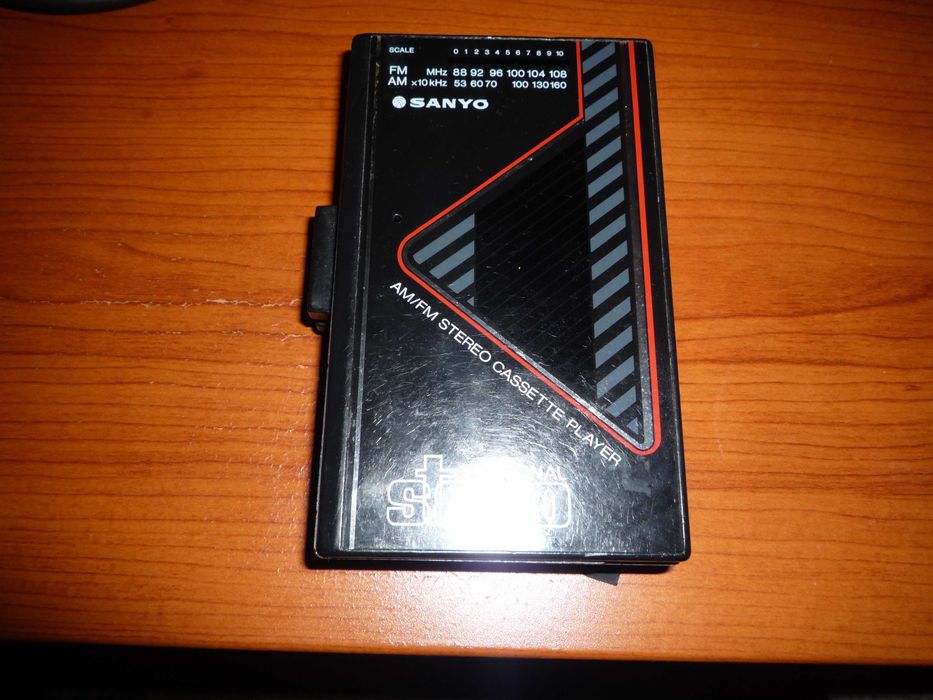 SCALE 0 1 2 3 4 5 6 7 8 9 10
FM MHz 88 92 96 100 104 108
AM ×10kHz 53 60 70 100 130 160
SANYO
AM/FM STEREO CASSETTE PLAYER